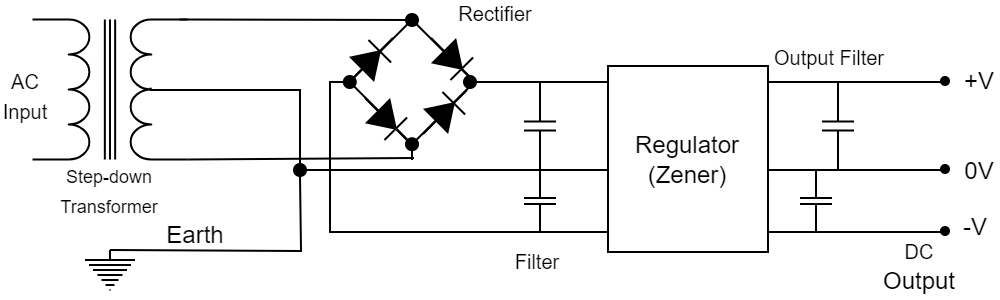 Rectifier
AC
Input
Output Filter
+V
Regulator
(Zener)
Step-down
Transformer
0V
Earth
-V
Filter
DC
Output